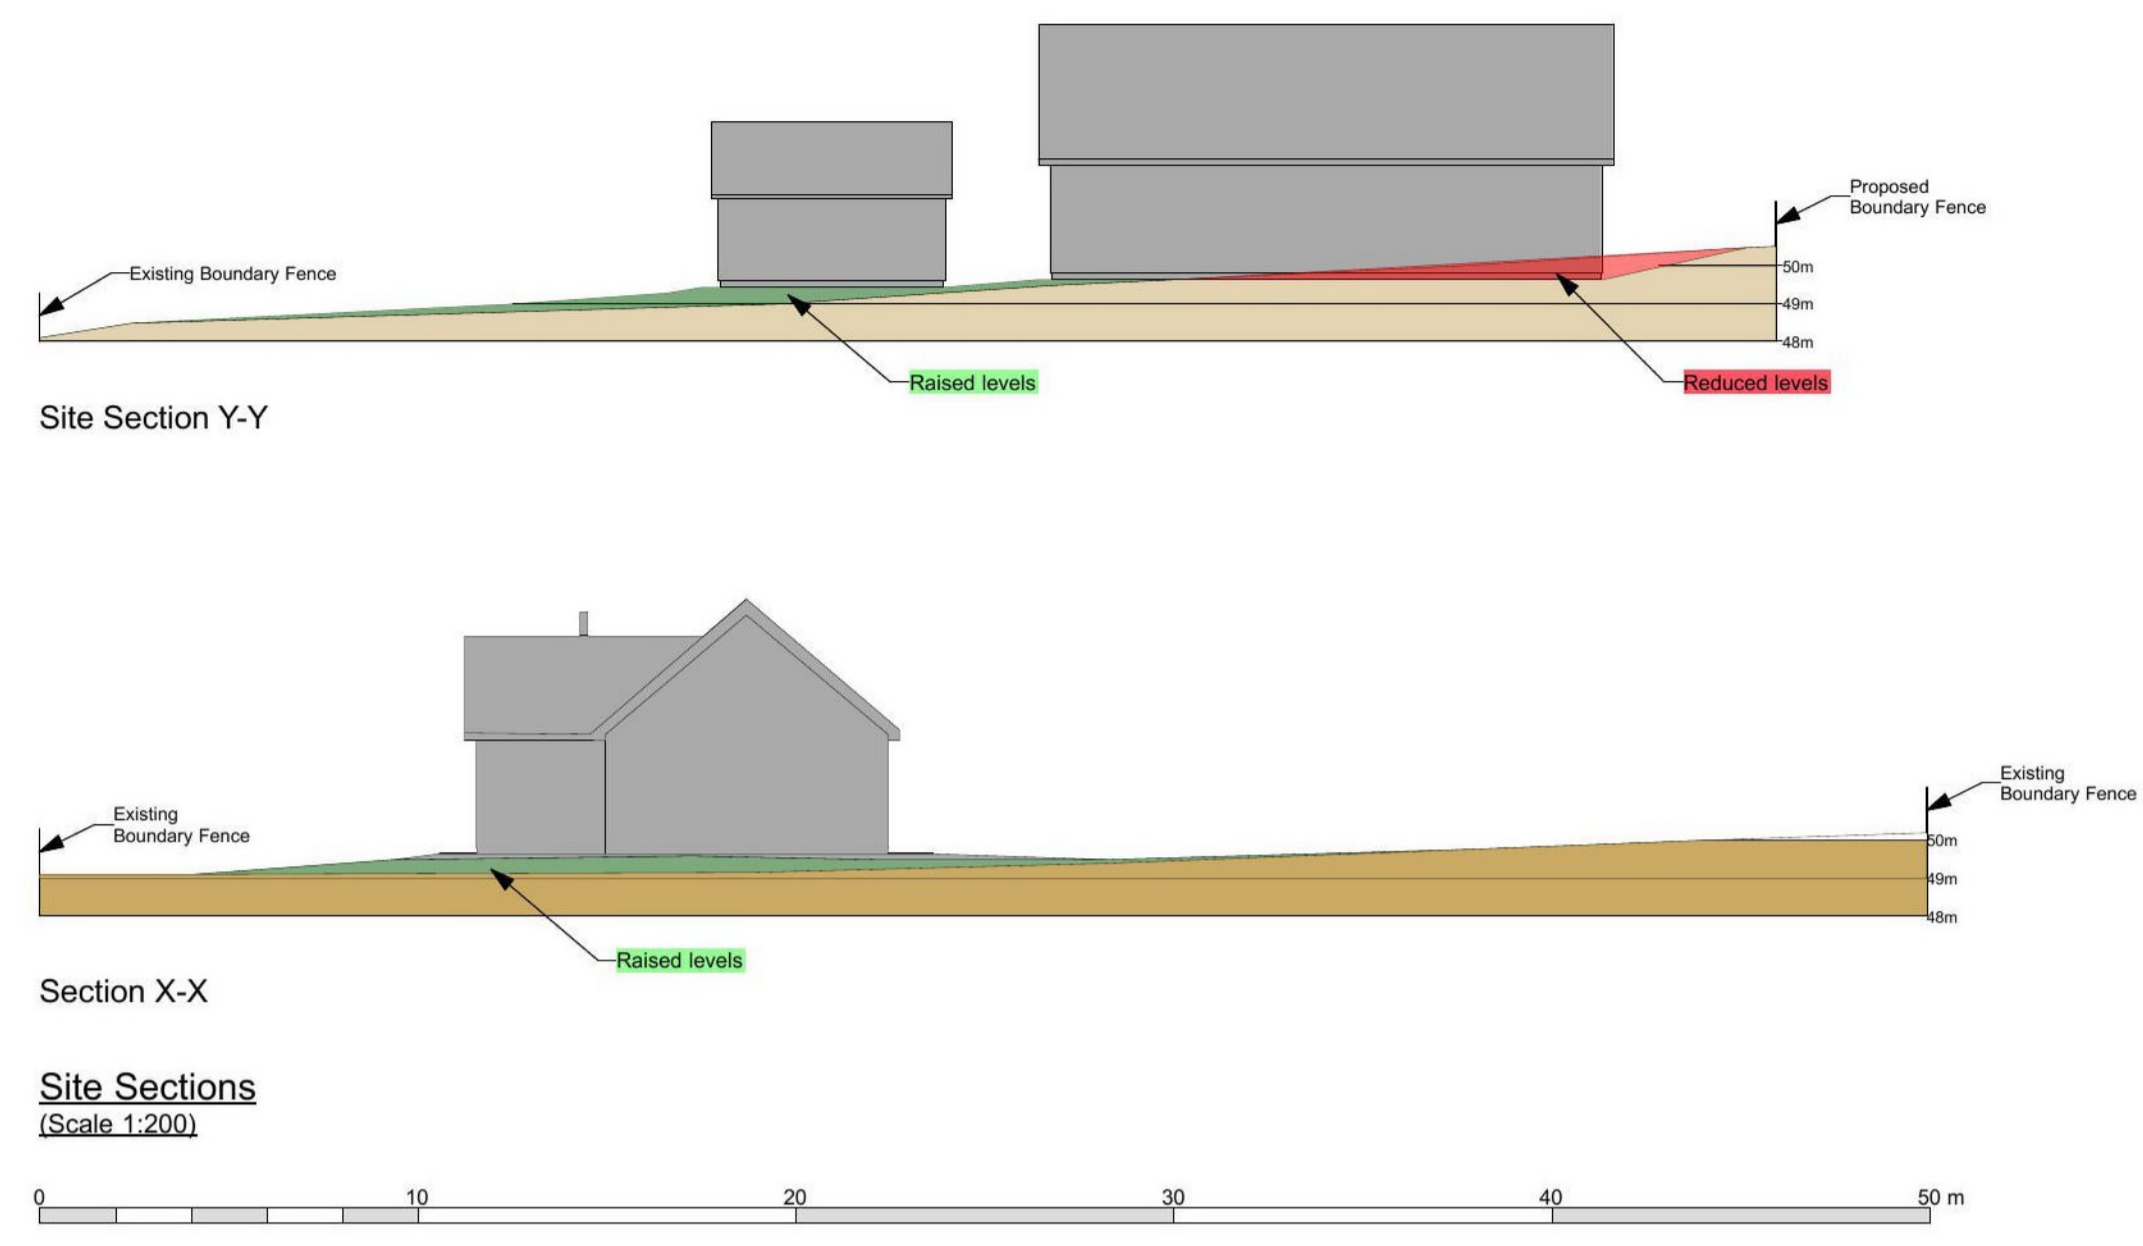 Proposed
Boundary Fence
Existing Boundary Fence
50m
49m
48m
Raised levels
Reduced levels
Site Section Y-Y
Existing
Boundary Fence
Existing
Boundary Fence
50m
49m
48m
Raised levels
Section X-X
Site Sections
(Scale 1:200)
0 10 20 30 40 50 m